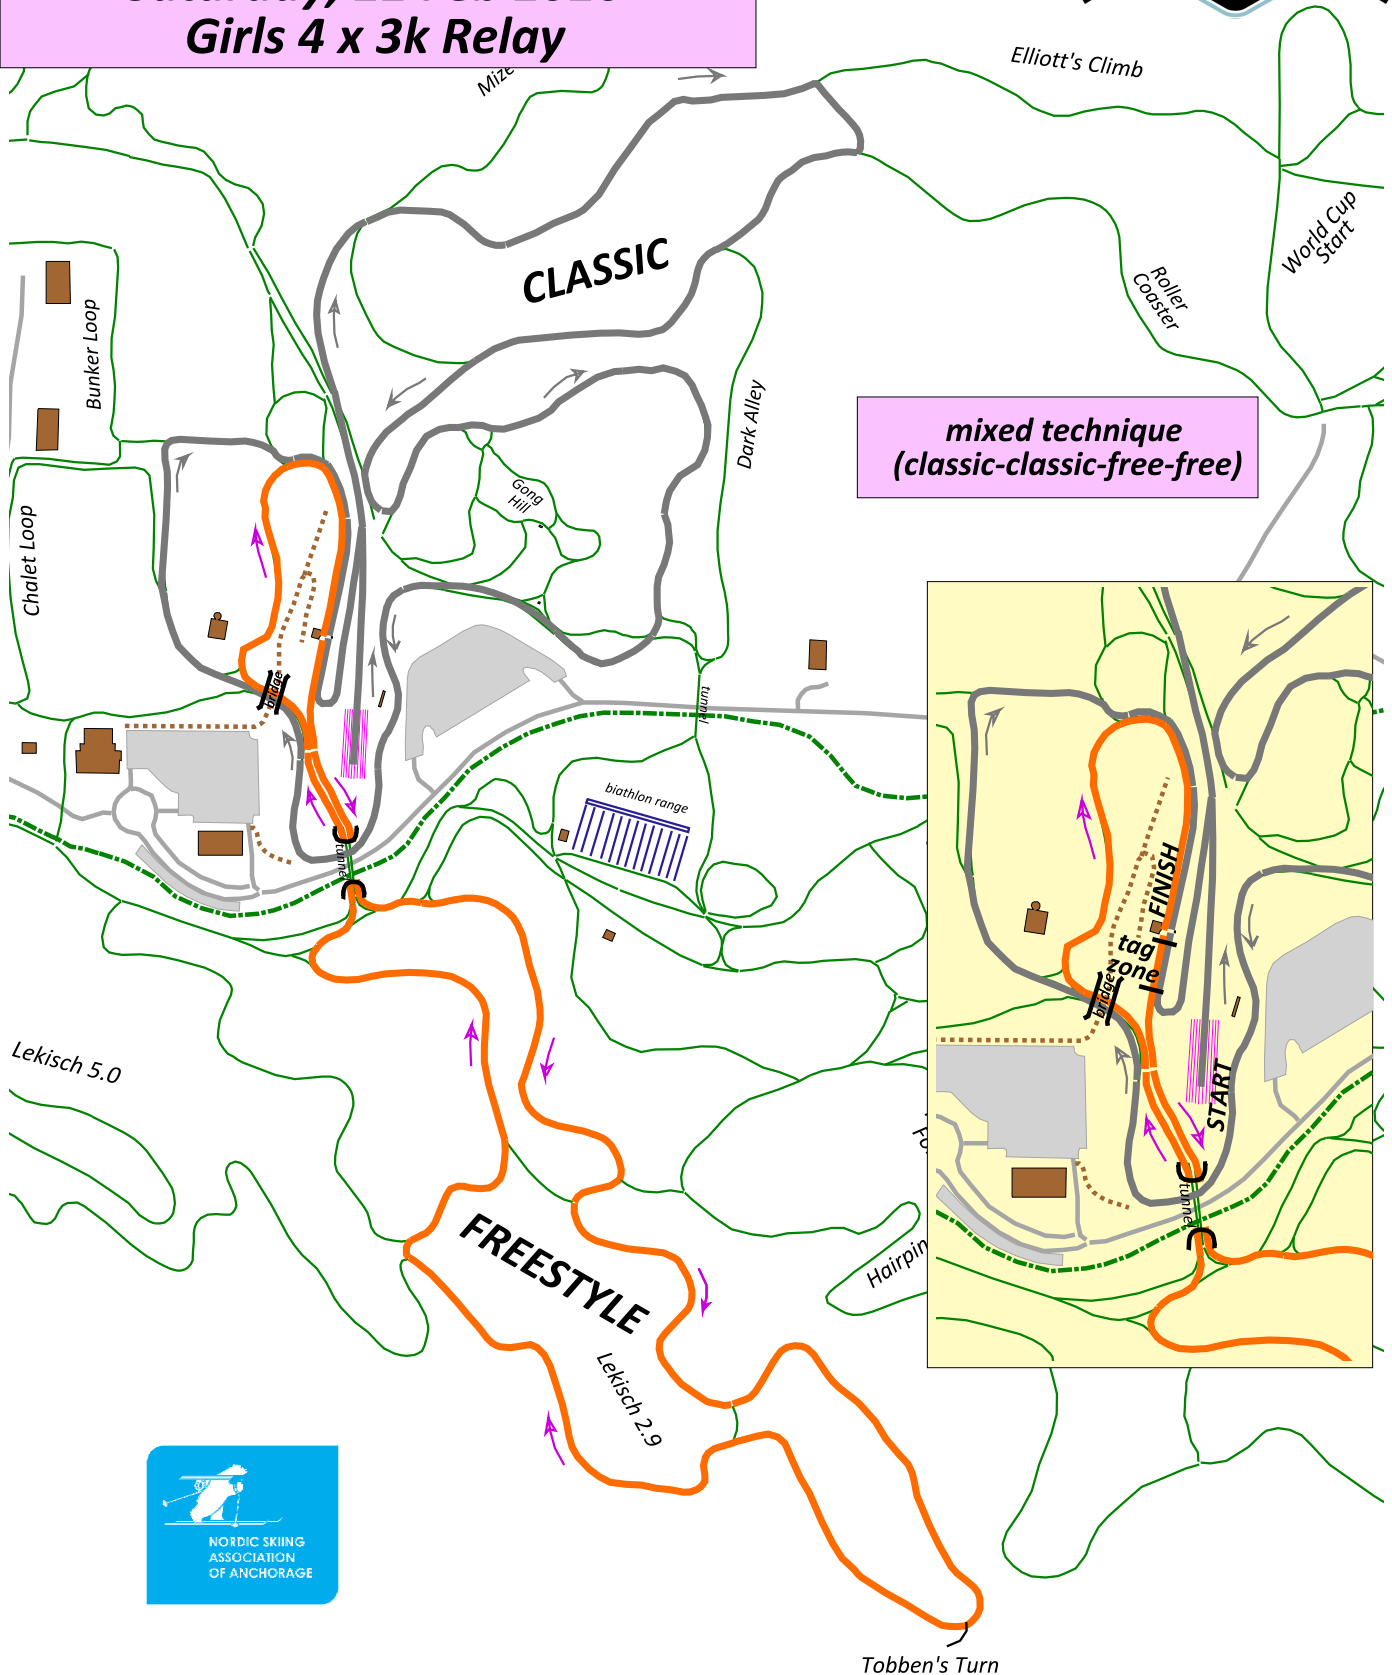 Girls 4 x 3k Relay
Elliott's Climb
CLASSIC
World Cup
Start
Roller
Coaster
Bunker Loop
Dark Alley
mixed technique
(classic-classic-free-free)
Gong
Hill
Chalet Loop
bridge
tunnel
biathlon range
tunnel
FINISH
tag
zone
bridge
START
tunnel
Lekisch 5.0
FREESTYLE
Hairpin
Lekisch 2.9
NORDIC SKIING
ASSOCIATION
OF ANCHORAGE
Tobben's Turn